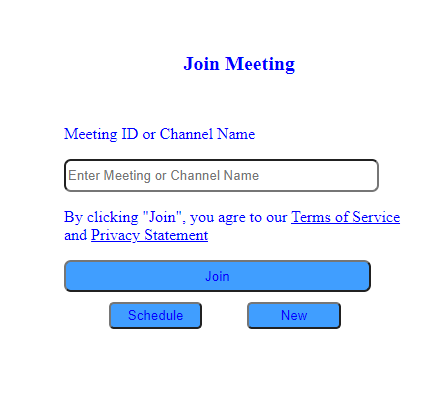 Join Meeting
Meeting ID or Channel Name
Enter Meeting or Channel Name
By clicking "Join", you agre to our Terms of Service
and Privacy Statement
Join
Schedule New